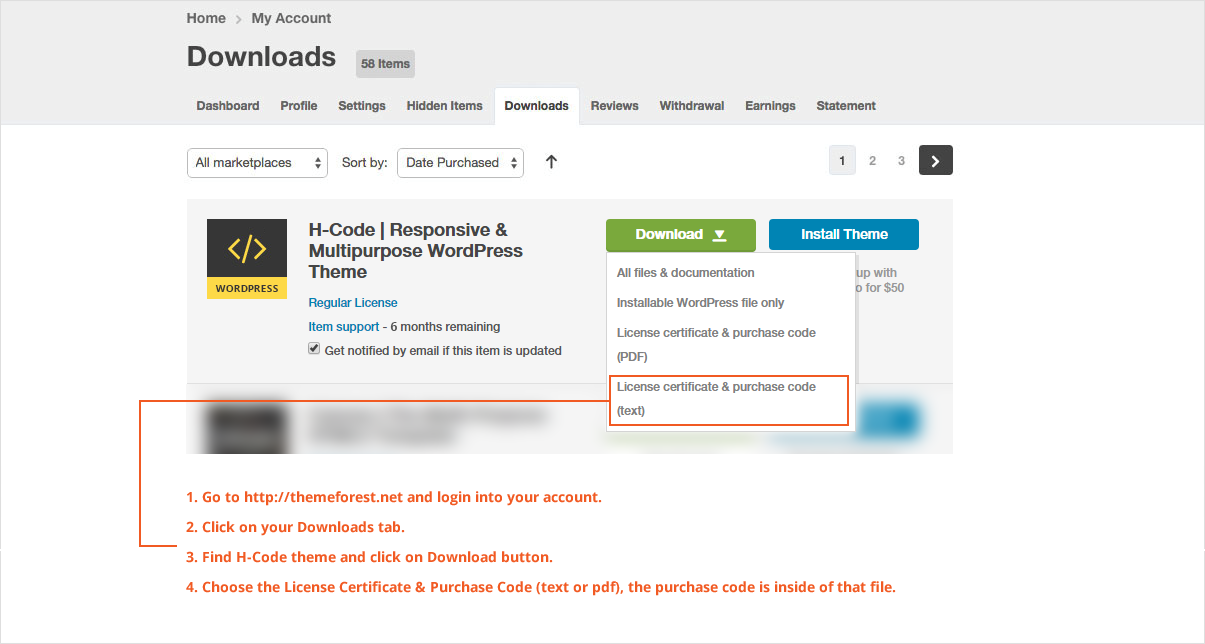 Home > My Account
Downloads 58 Items
Dashboard Profile Settings Hidden Items Downloads Reviews Withdrawal Earnings Statement
All marketplaces Sort by: Date Purchased ↑ 1 2 3 >
H-Code | Responsive &
Multipurpose WordPress
Theme
</>
WORDPRESS
Regular License
Item support - 6 months remaining
Get notified by email if this item is updated
Download
Install Theme
All files & documentation
Installable WordPress file only
License certificate & purchase code
(PDF)
License certificate & purchase code
(text)
up with
o for $50
1. Go to http://themeforest.net and login into your account.
2. Click on your Downloads tab.
3. Find H-Code theme and click on Download button.
4. Choose the License Certificate & Purchase Code (text or pdf), the purchase code is inside of that file.